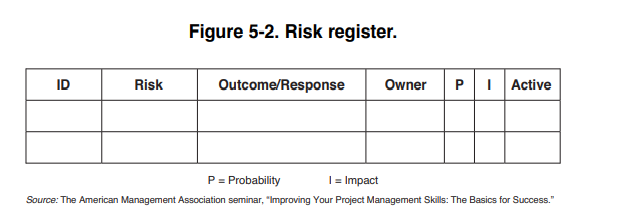 Figure 5-2. Risk register.
ID Risk Outcome/Response Owner P I Active
P = Probability I = Impact
Source: The American Management Association seminar, “Improving Your Project Management Skills: The Basics for Success.”